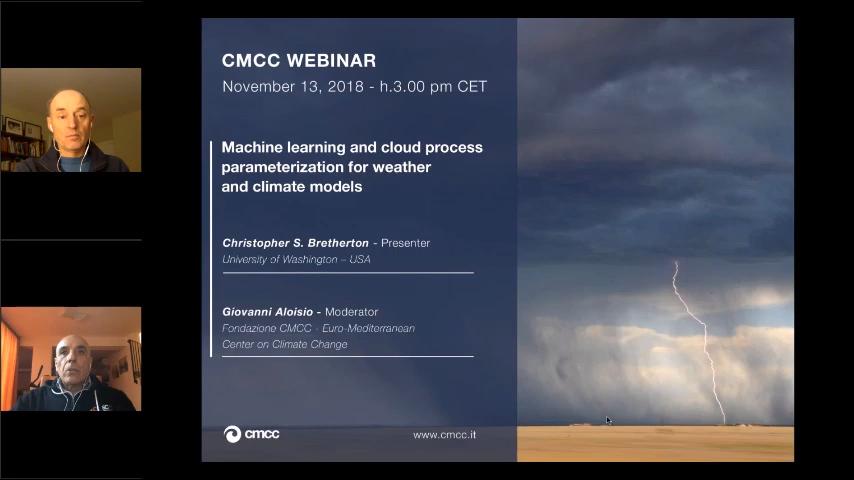 CMCC WEBINAR
November 13, 2018 - h.3.00 pm CET
Machine learning and cloud process
parameterization for weather
and climate models
Christopher S. Bretherton - Presenter
University of Washington – USA
Giovanni Aloisio - Moderator
Fondazione CMCC - Euro-Mediterranean
Center on Climate Change
cmcc
www.cmcc.it